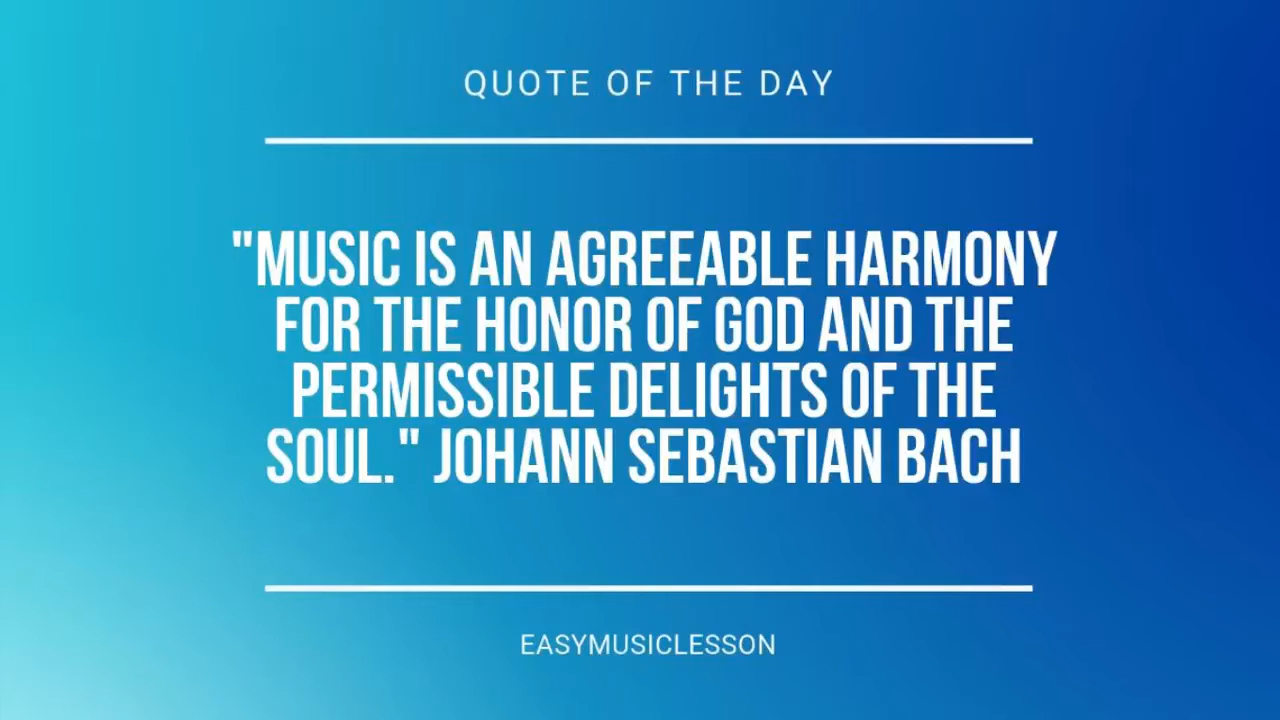 QUOTE OF THE DAY
"MUSIC IS AN AGREEABLE HARMONY
FOR THE HONOR OF GOD AND THE
PERMISSIBLE DELIGHTS OF THE
SOUL." JOHANN SEBASTIAN BACH
EASYMUSICLESSON